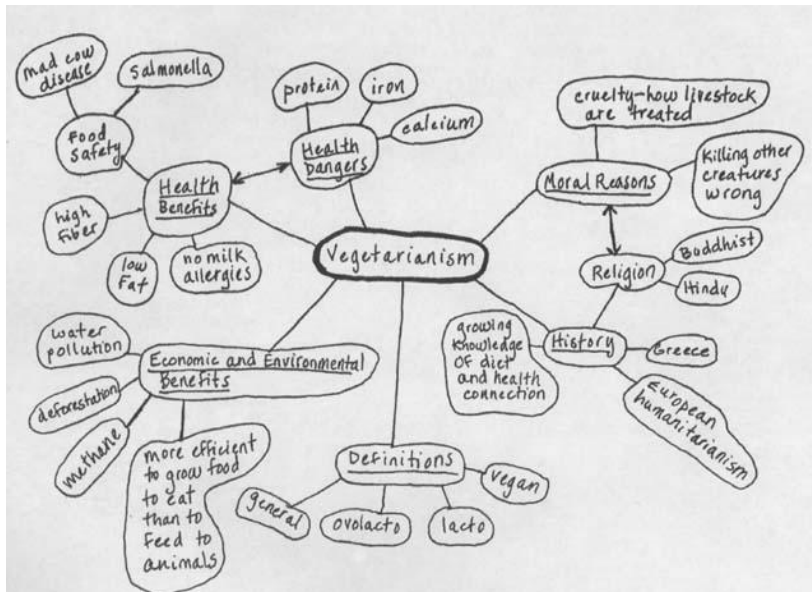 mad cow
disease
salmonella
Food
safety
Health
Benefits
high
fiber
low
Fat
no milk
allergies
protein
iron
calcium
Health
Dangers
cruelty-how livestock
are treated
Moral Reasons
killing other
creatures
wrong
Vegetarianism
Religion
Buddhist
Hindu
History
growing
knowledge
OF diet
and health
connection
Greece
European
humanitarianism
Economic and Environmental
Benefits
water
pollution
deforestation
methane
more efficient
to grow food
to eat
than to
feed to
animals
Definitions
general
ovolacto
lacto
vegan